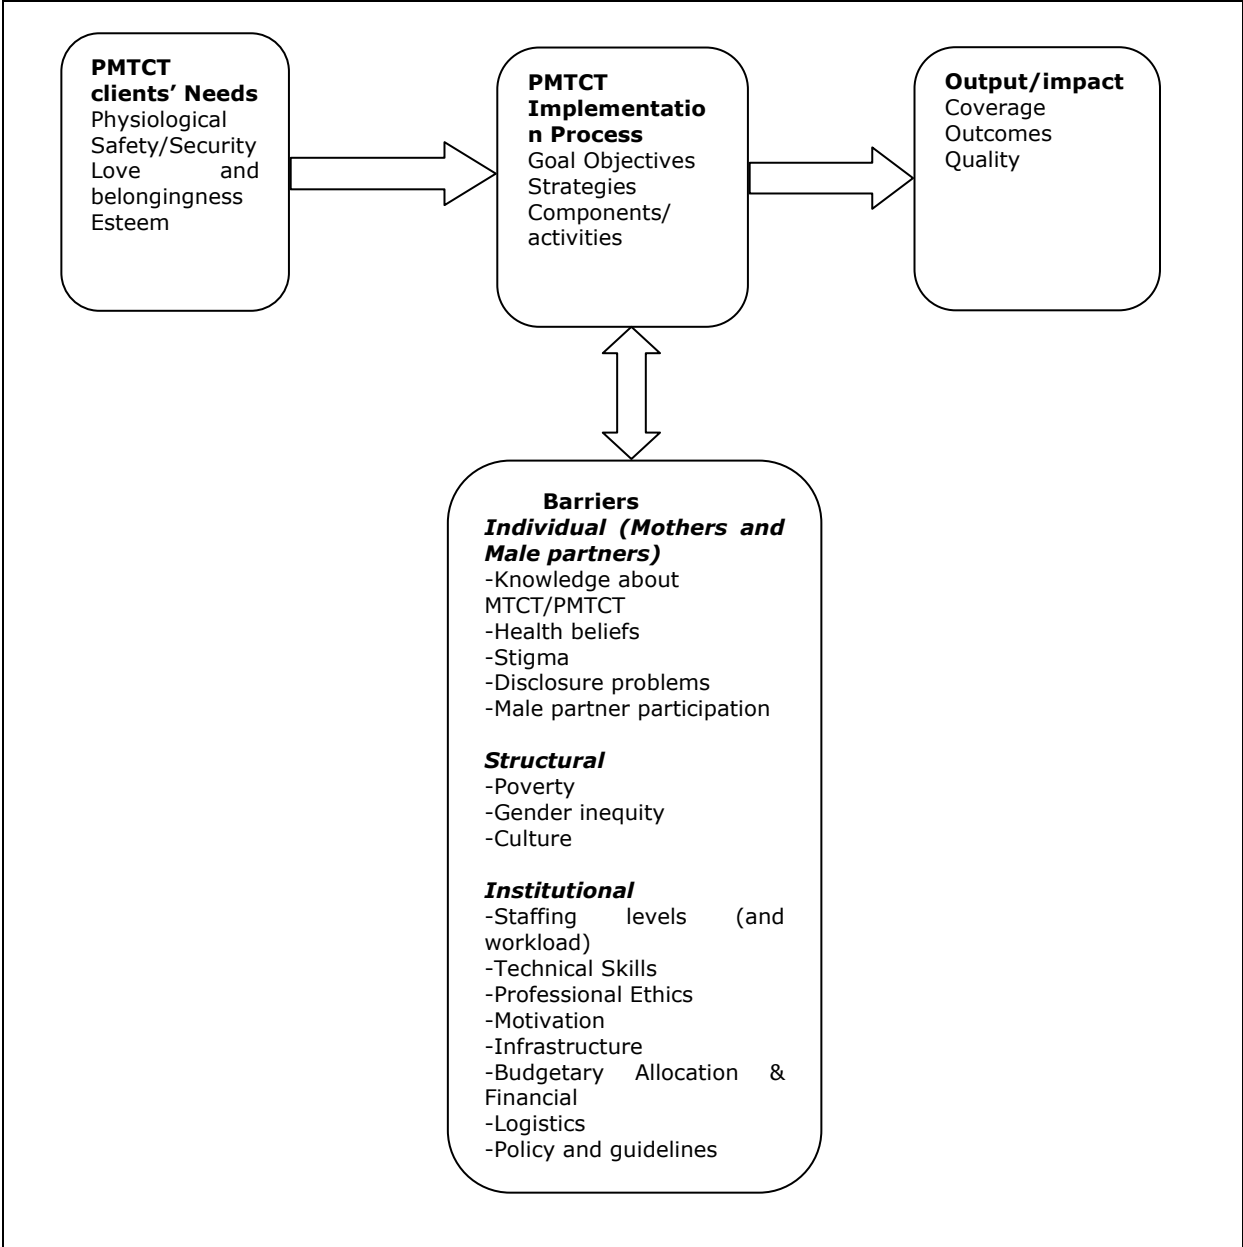 PMTCT
clients’ Needs
Physiological
Safety/Security
Love and
belongingness
Esteem
PMTCT
Implementatio
n Process
Goal Objectives
Strategies
Components/
activities
Output/impact
Coverage
Outcomes
Quality
Barriers
Individual (Mothers and
Male partners)
-Knowledge about
MTCT/PMTCT
-Health beliefs
-Stigma
-Disclosure problems
-Male partner participation
Structural
-Poverty
-Gender inequity
-Culture
Institutional
-Staffing levels (and
workload)
-Technical Skills
-Professional Ethics
-Motivation
-Infrastructure
-Budgetary Allocation &
Financial
-Logistics
-Policy and guidelines